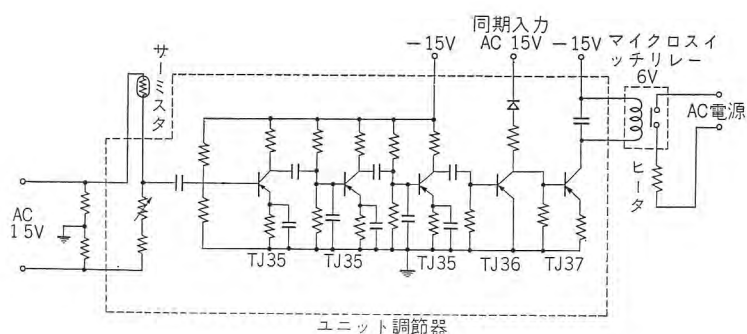 サーミスタ
−15V
同期入力
AC 15V
−15V
マイクロスイ
ッチリレー
6V
AC電源
ヒータ
AC
15V
TJ35
TJ35
TJ35
TJ36
TJ37
ユニット調節器